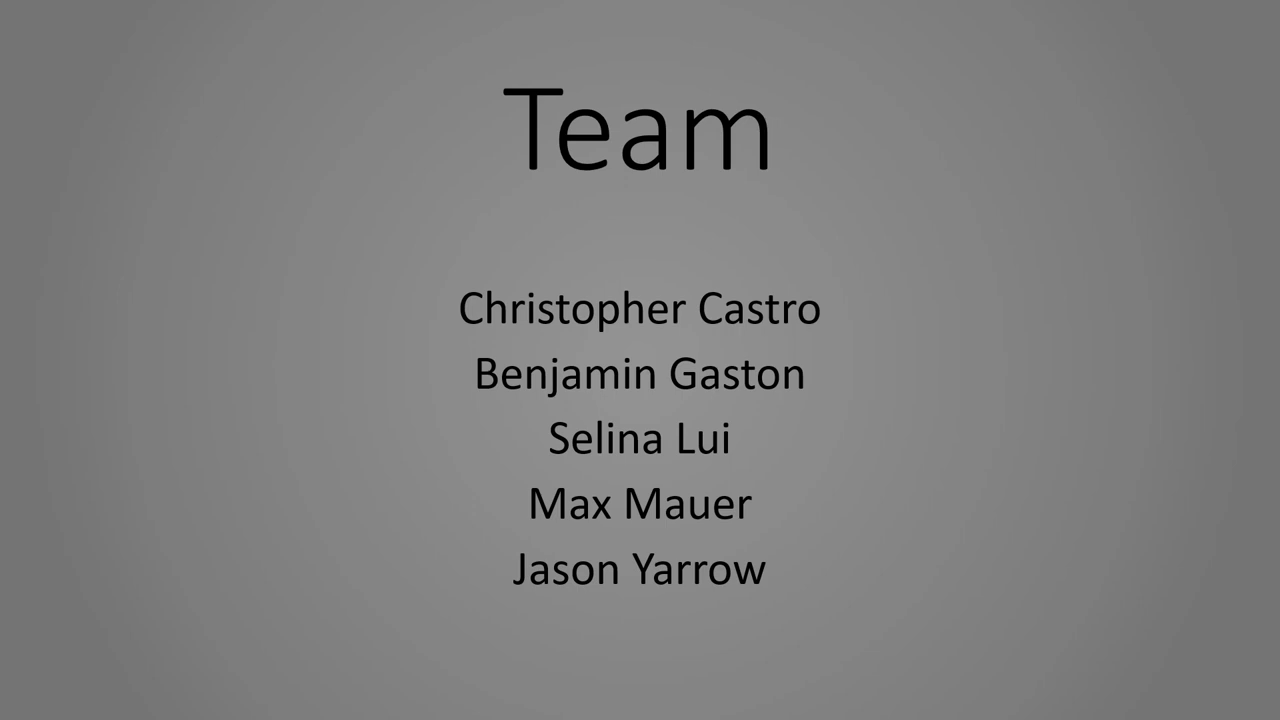 Team
Christopher Castro
Benjamin Gaston
Selina Lui
Max Mauer
Jason Yarrow